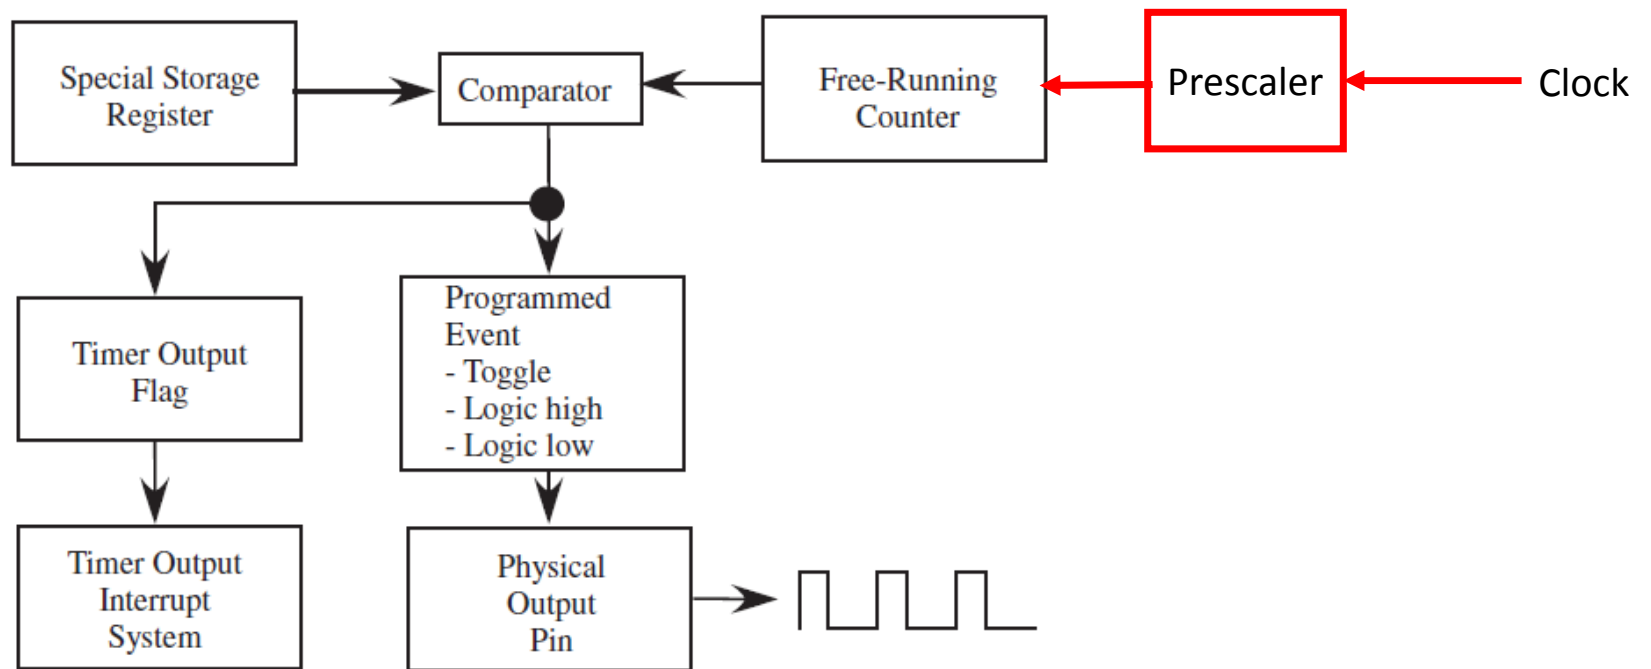 Special Storage
Register
Comparator
Free-Running
Counter
Prescaler
Clock
Timer Output
Flag
Programmed
Event
- Toggle
- Logic high
- Logic low
Timer Output
Interrupt
System
Physical
Output
Pin